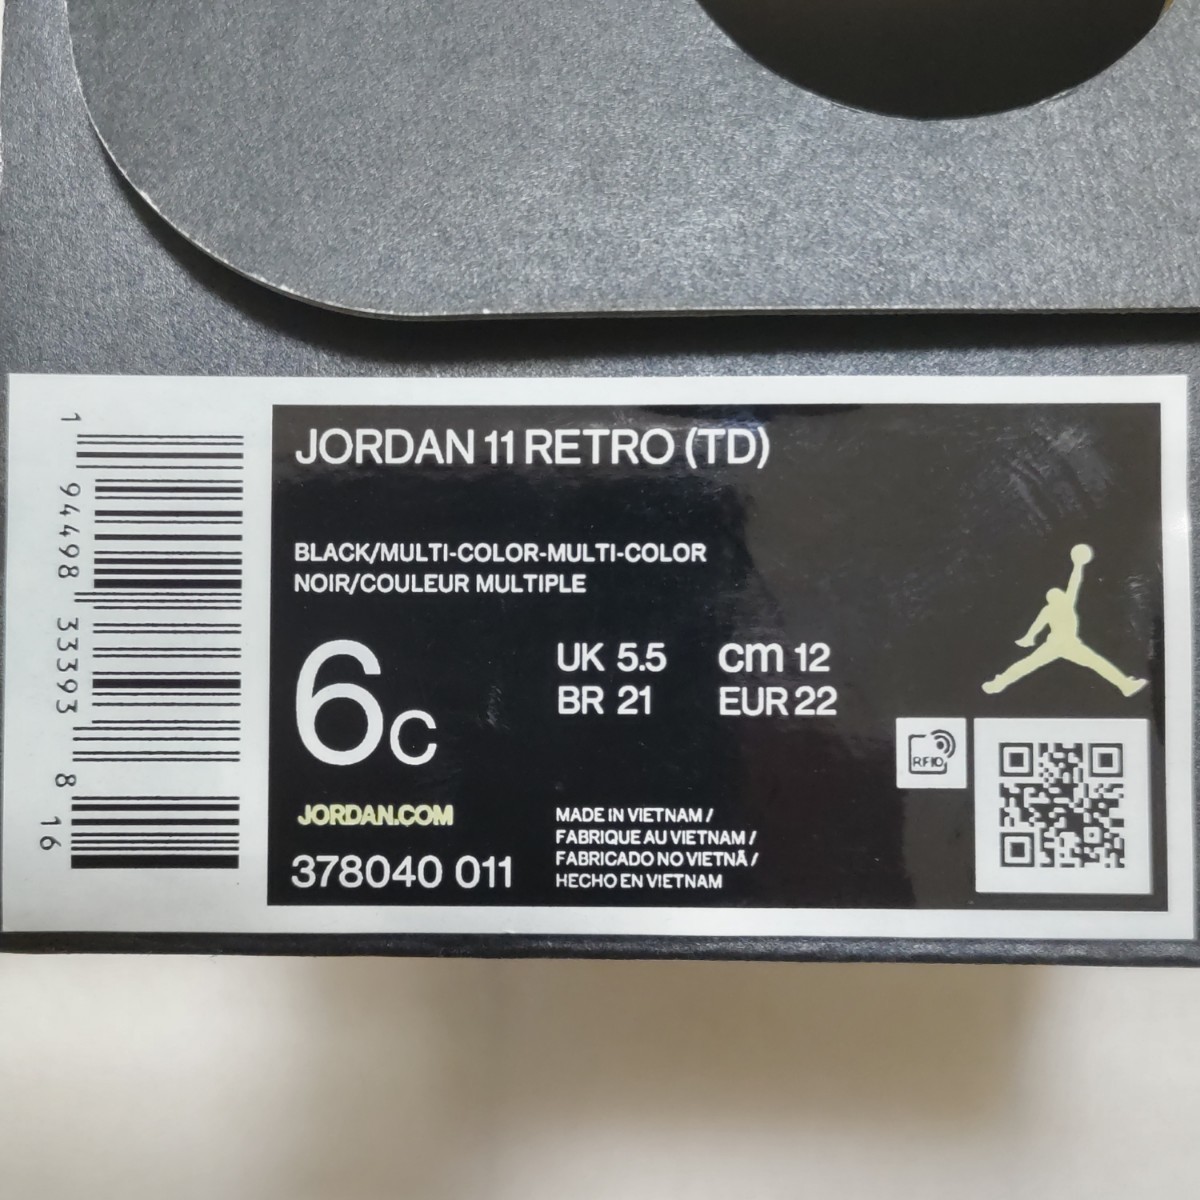 JORDAN 11 RETRO (TD)
BLACK/MULTI-COLOR-MULTI-COLOR
NOIR/COULEUR MULTIPLE
6C
UK 5.5 cm 12
BR 21 EUR 22
JORDAN.COM
378040 011
MADE IN VIETNAM /
FABRIQUE AU VIETNAM /
FABRICADO NO VIETNÃ /
HECHO EN VIETNAM
RFID
1 94498 33393 8 16